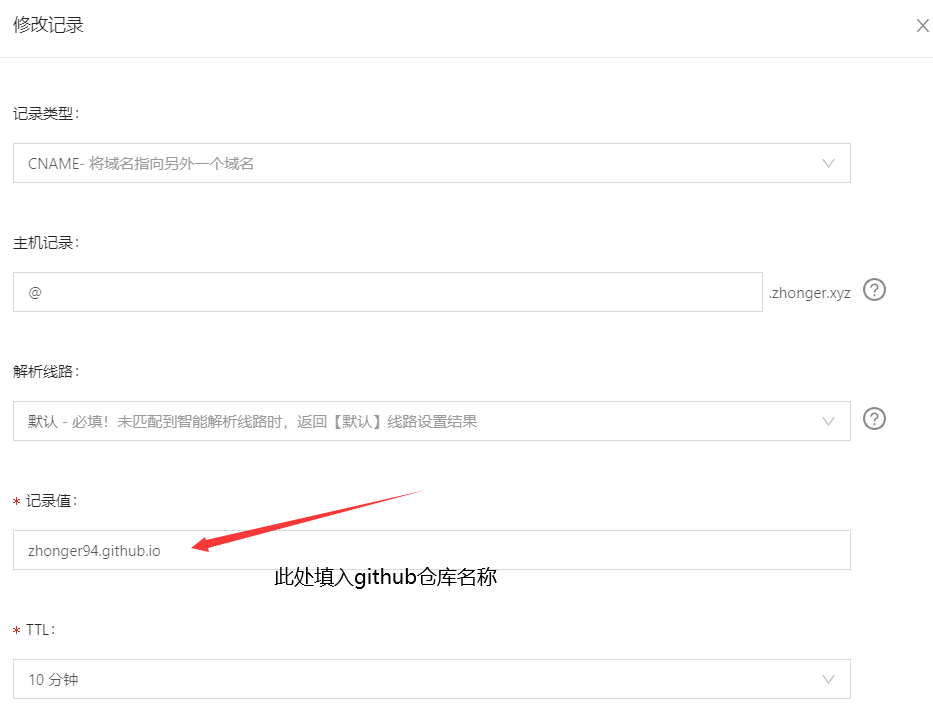 修改记录
记录类型：
CNAME- 将域名指向另外一个域名
主机记录：
@
.zhonger.xyz
解析线路：
默认 - 必填！未匹配到智能解析线路时，返回【默认】线路设置结果
* 记录值：
zhonger94.github.io
此处填入github仓库名称
* TTL：
10 分钟